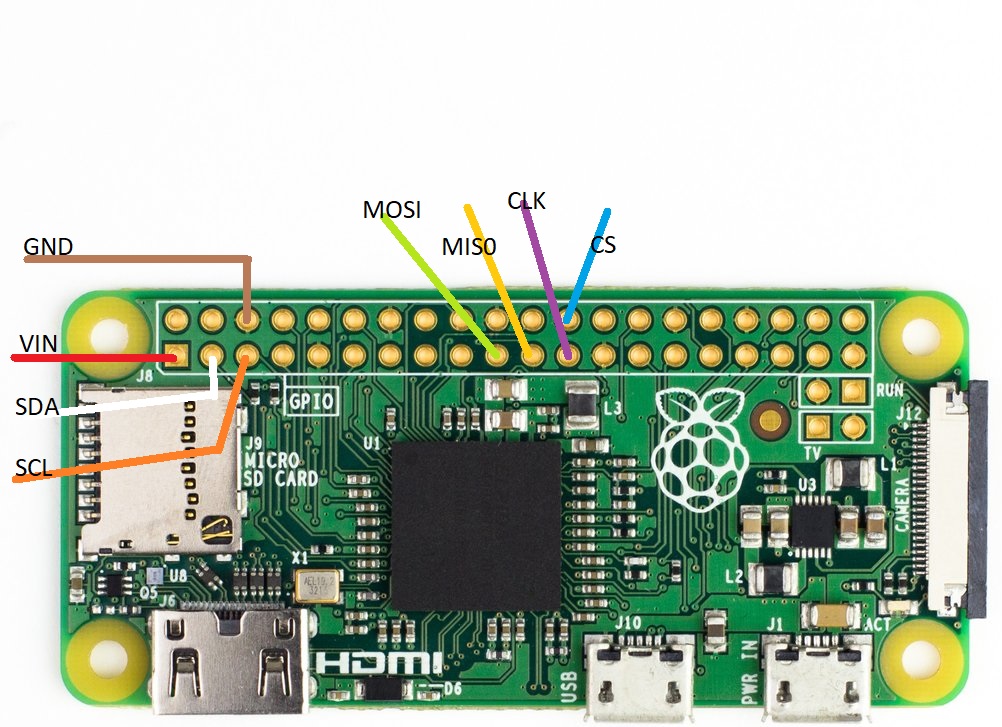 MOSI
CLK
MIS0
CS
GND
VIN
J8
SDA
SCL
GPIO
RUN
L3
J12
U1
J9
MICRO
SD CARD
TV
L1
U3
CAMERA
X1
L2
U8
Q5
J6
HDMI
D6
J10
USB
J1
PWR IN
ACT